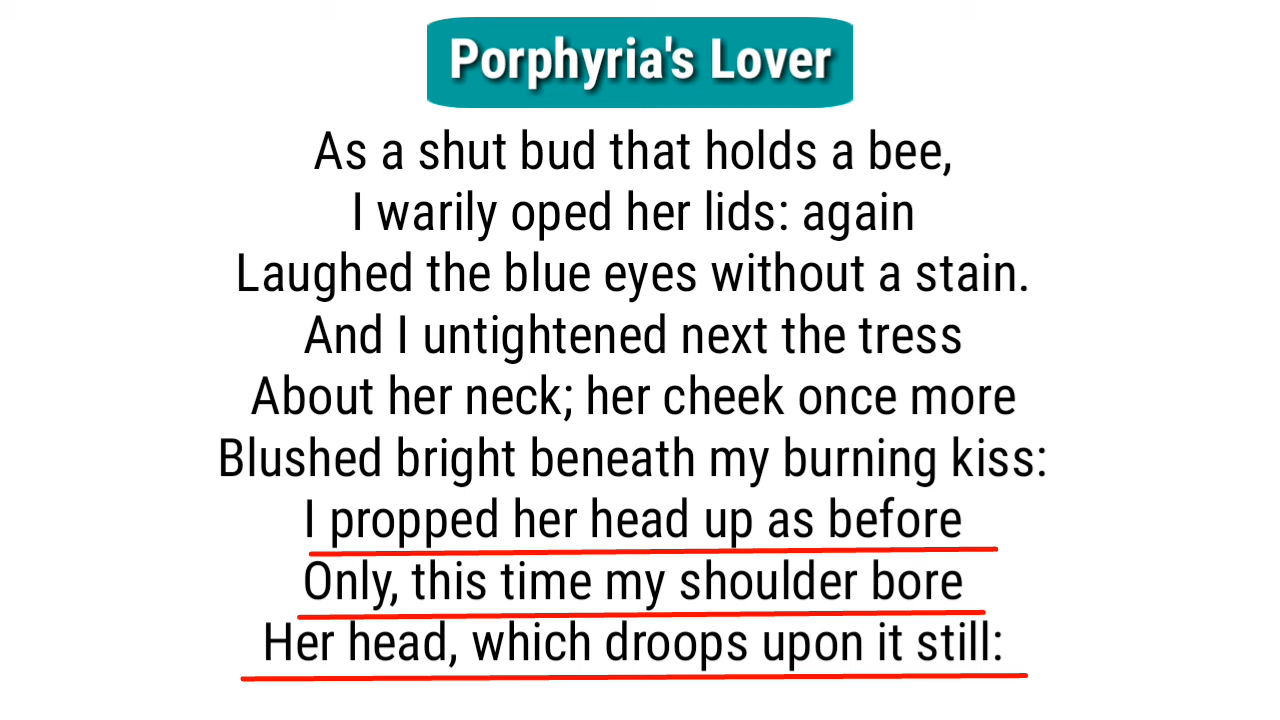 Porphyria's Lover
As a shut bud that holds a bee,
I warily oped her lids: again
Laughed the blue eyes without a stain.
And I untightened next the tress
About her neck; her cheek once more
Blushed bright beneath my burning kiss:
I propped her head up as before
Only, this time my shoulder bore
Her head, which droops upon it still: